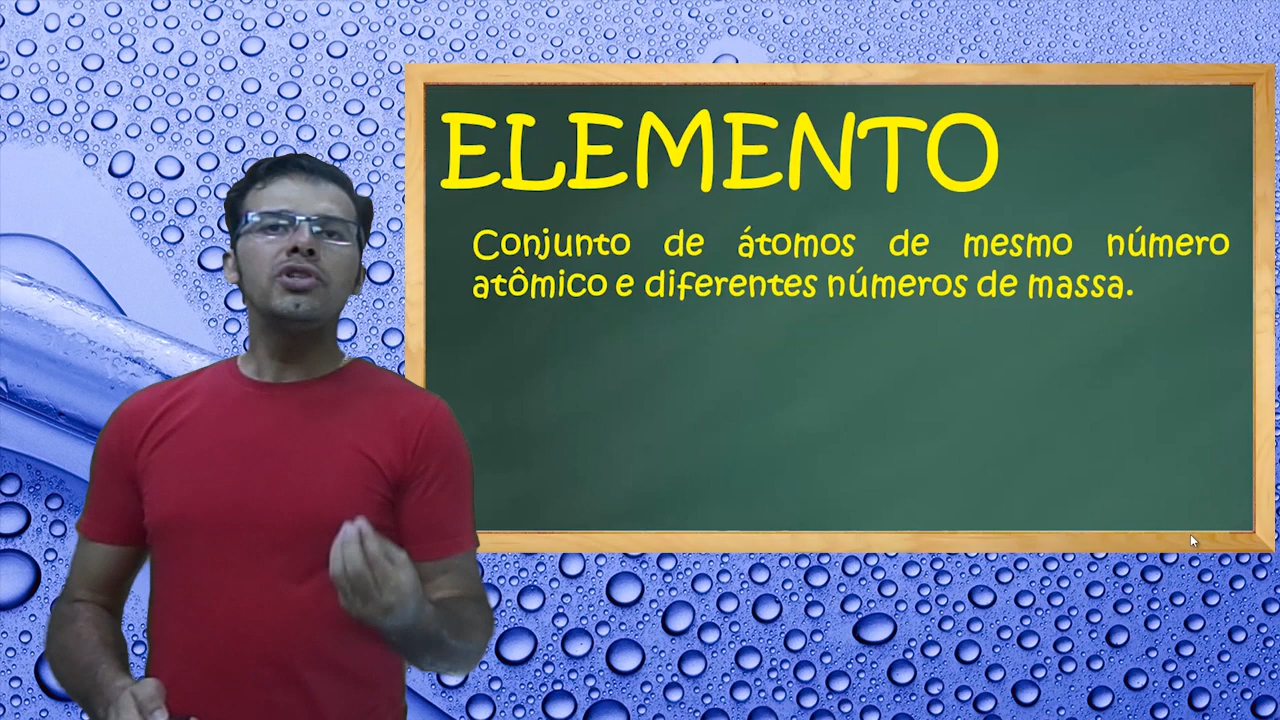 ELEMENTO
Conjunto de átomos de mesmo número
atômico e diferentes números de massa.